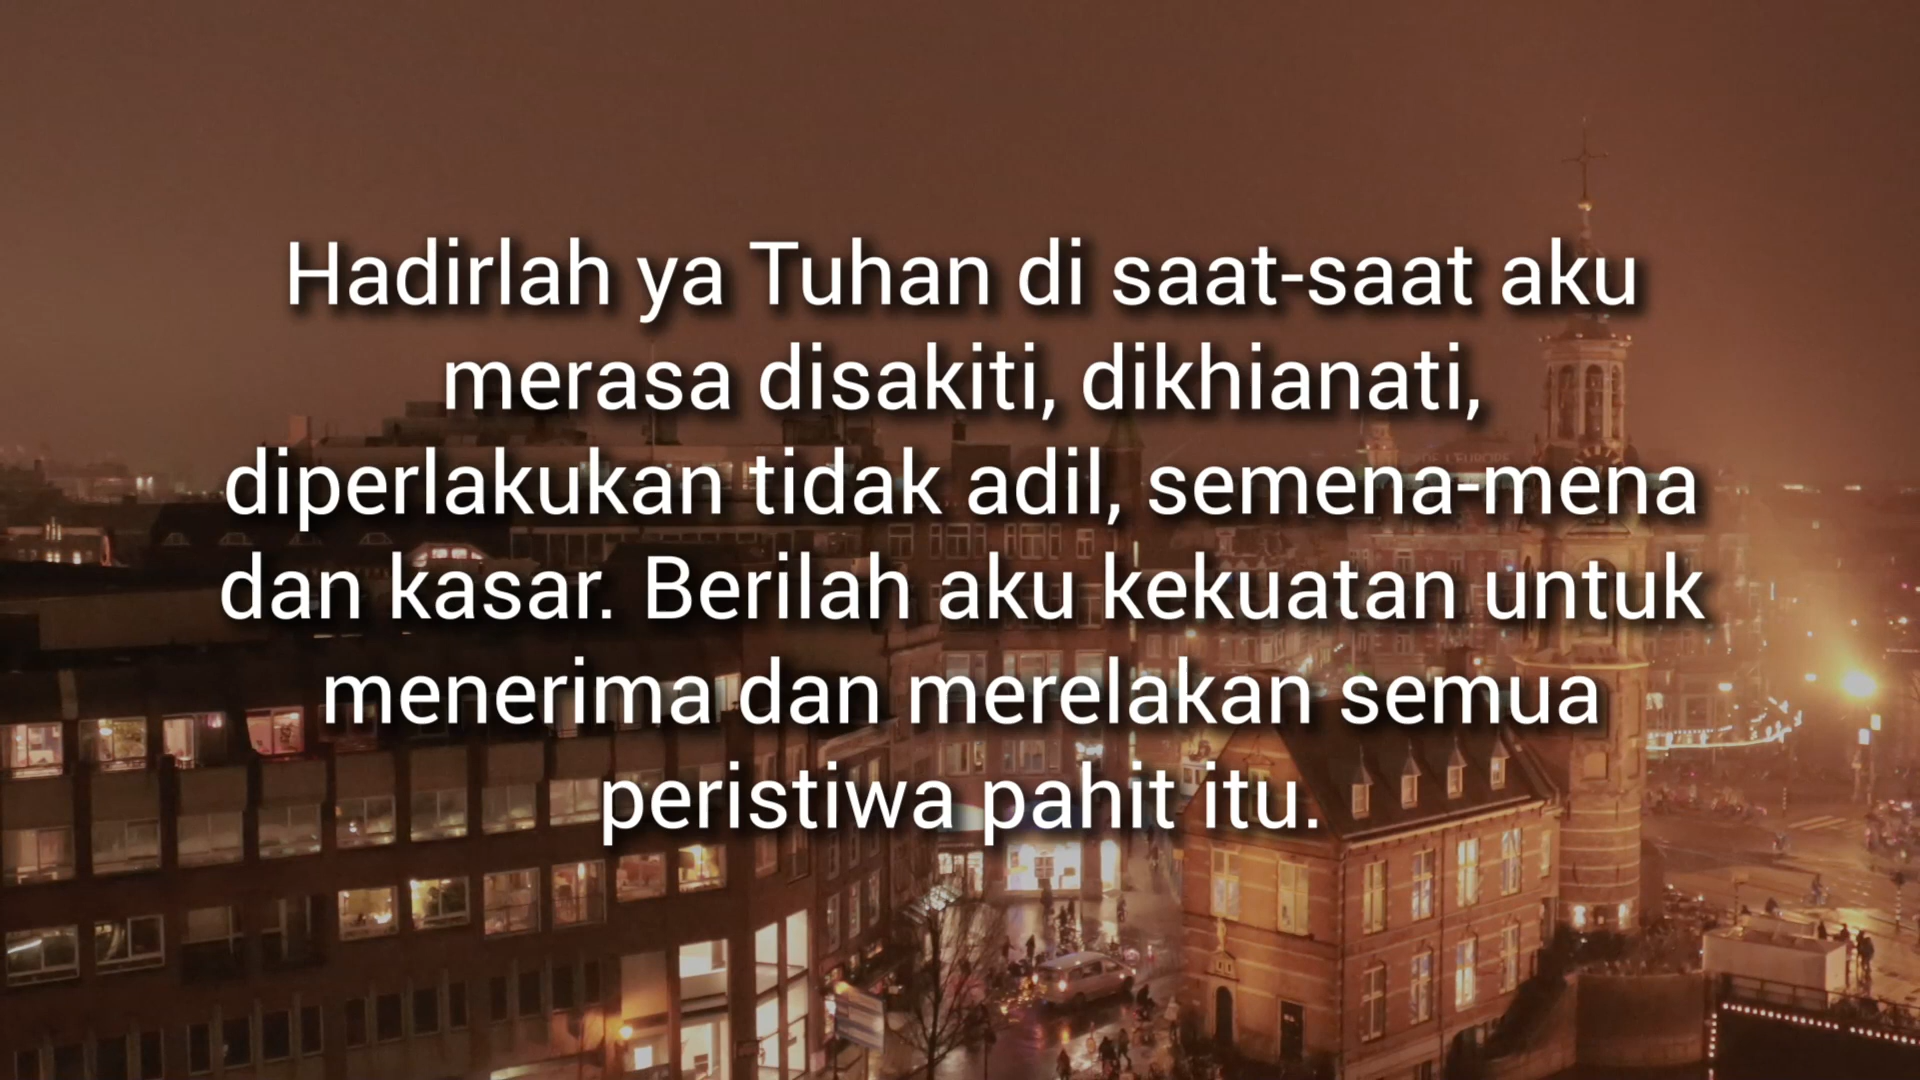 Hadirlah ya Tuhan di saat-saat aku
merasa disakiti, dikhianati,
diperlakukan tidak adil, semena-mena
dan kasar. Berilah aku kekuatan untuk
menerima dan merelakan semua
peristiwa pahit itu.